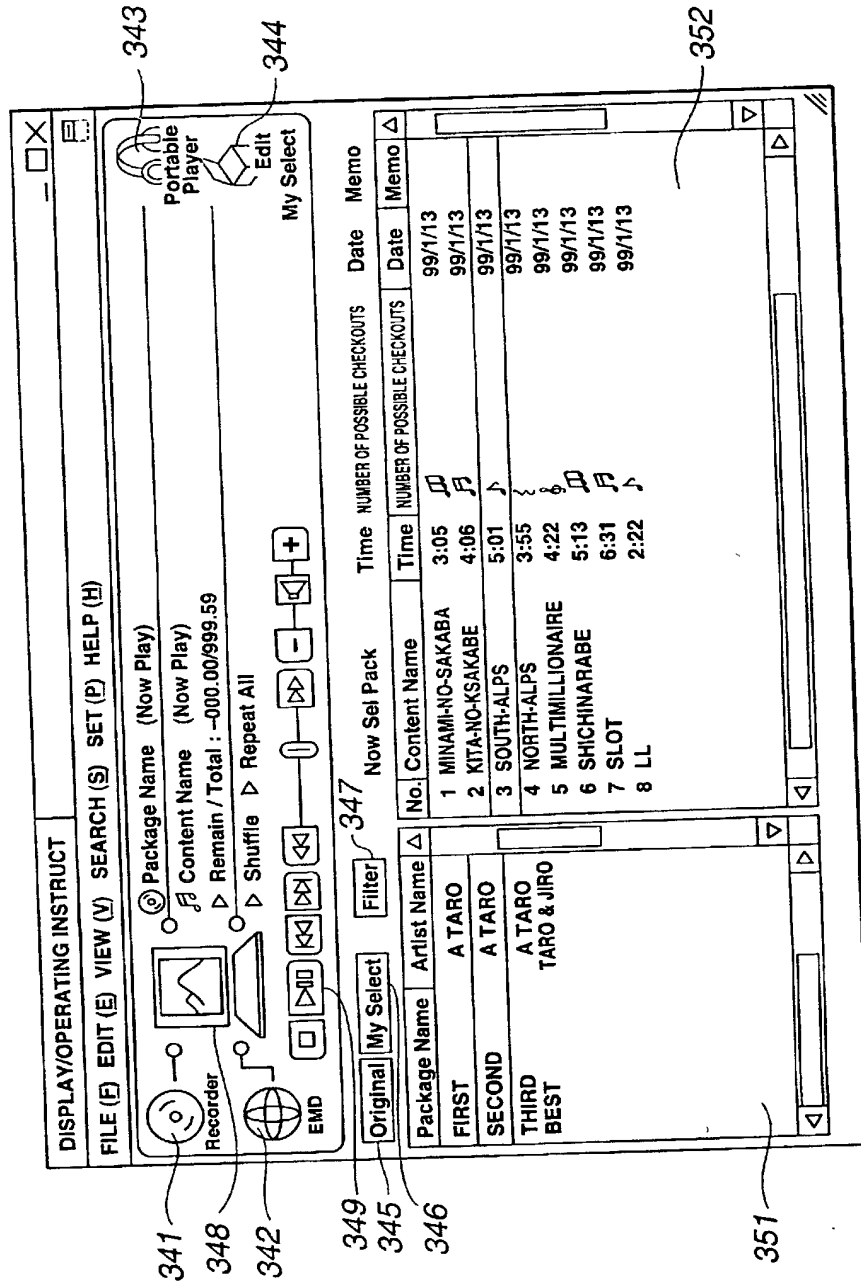 DISPLAY/OPERATING INSTRUCT
FILE (F) EDIT (E) VIEW (V) SEARCH (S) SET (P) HELP (H)
Recorder
EMD
Package Name (Now Play)
Content Name (Now Play)
Remain / Total : –000.00/999.59
Shuffle Repeat All
Portable Player
Edit
My Select
– +
Original My Select Filter
Now Sel Pack Time NUMBER OF POSSIBLE CHECKOUTS Date Memo
Package Name Artist Name
FIRST A TARO
SECOND A TARO
THIRD A TARO
BEST TARO & JIRO
No. Content Name Time NUMBER OF POSSIBLE CHECKOUTS Date Memo
1 MINAMI-NO-SAKABA 3:05 99/1/13
2 KITA-NO-KSAKABE 4:06 99/1/13
3 SOUTH-ALPS 5:01 99/1/13
4 NORTH-ALPS 3:55 99/1/13
5 MULTIMILLIONAIRE 4:22 99/1/13
6 SHICHINARABE 5:13 99/1/13
7 SLOT 6:31 99/1/13
8 LL 2:22 99/1/13
341
348
342
349
345
346
347
343
344
351
352